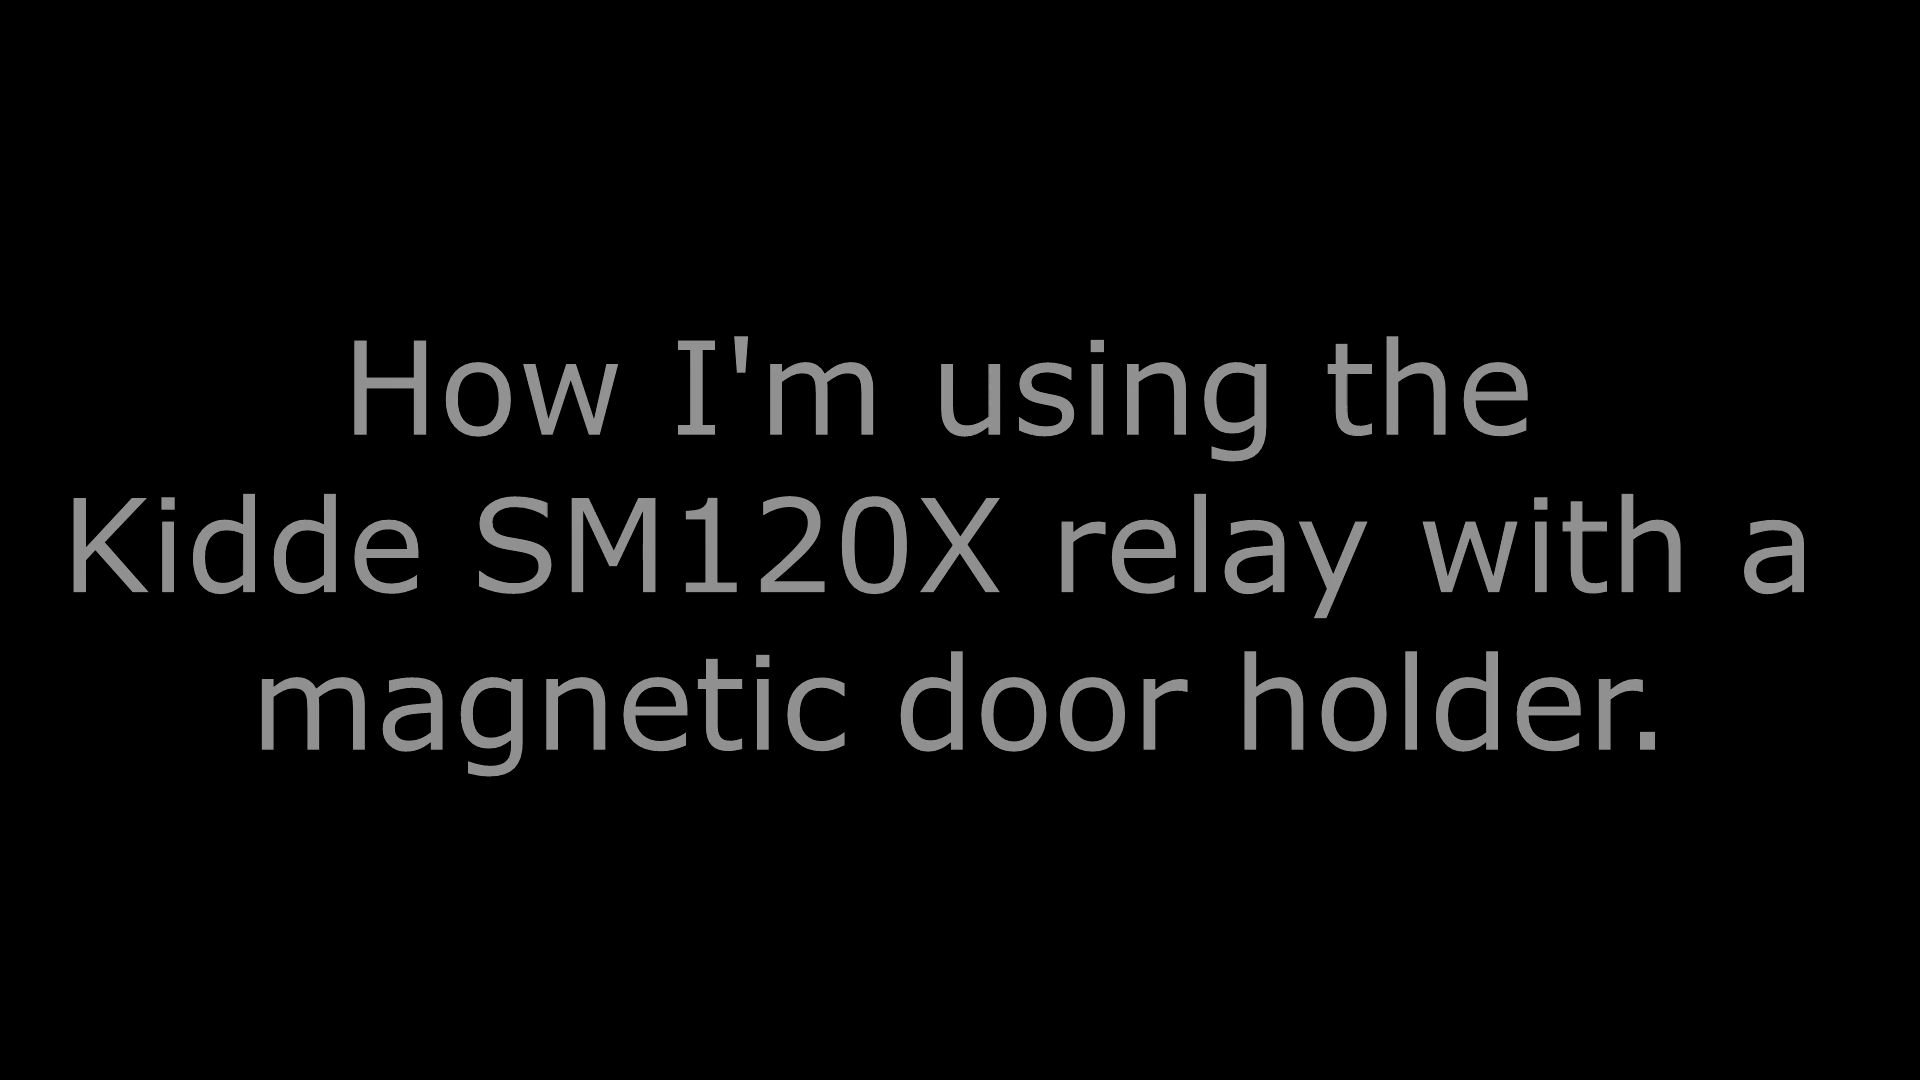 How I'm using the
Kidde SM120X relay with a
magnetic door holder.